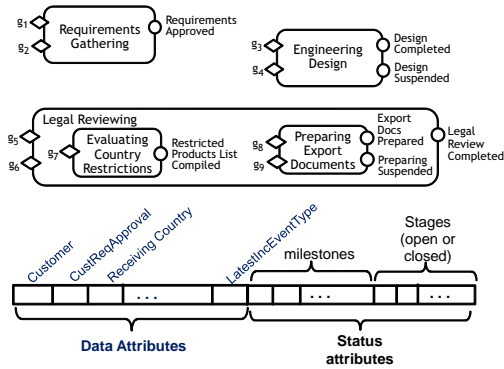 g1
g2
Requirements
Gathering
Requirements
Approved
g3
g4
Engineering
Design
Design
Completed
Design
Suspended
Legal Reviewing
g5
g6
g7
Evaluating
Country
Restrictions
Restricted
Products List
Compiled
g8
g9
Preparing
Export
Documents
Export
Docs
Prepared
Preparing
Suspended
Legal
Review
Completed
Customer
CustReqApproval
Receiving Country
LatestIncEventType
milestones
Stages
(open or
closed)
...
...
...
Data Attributes
Status
attributes